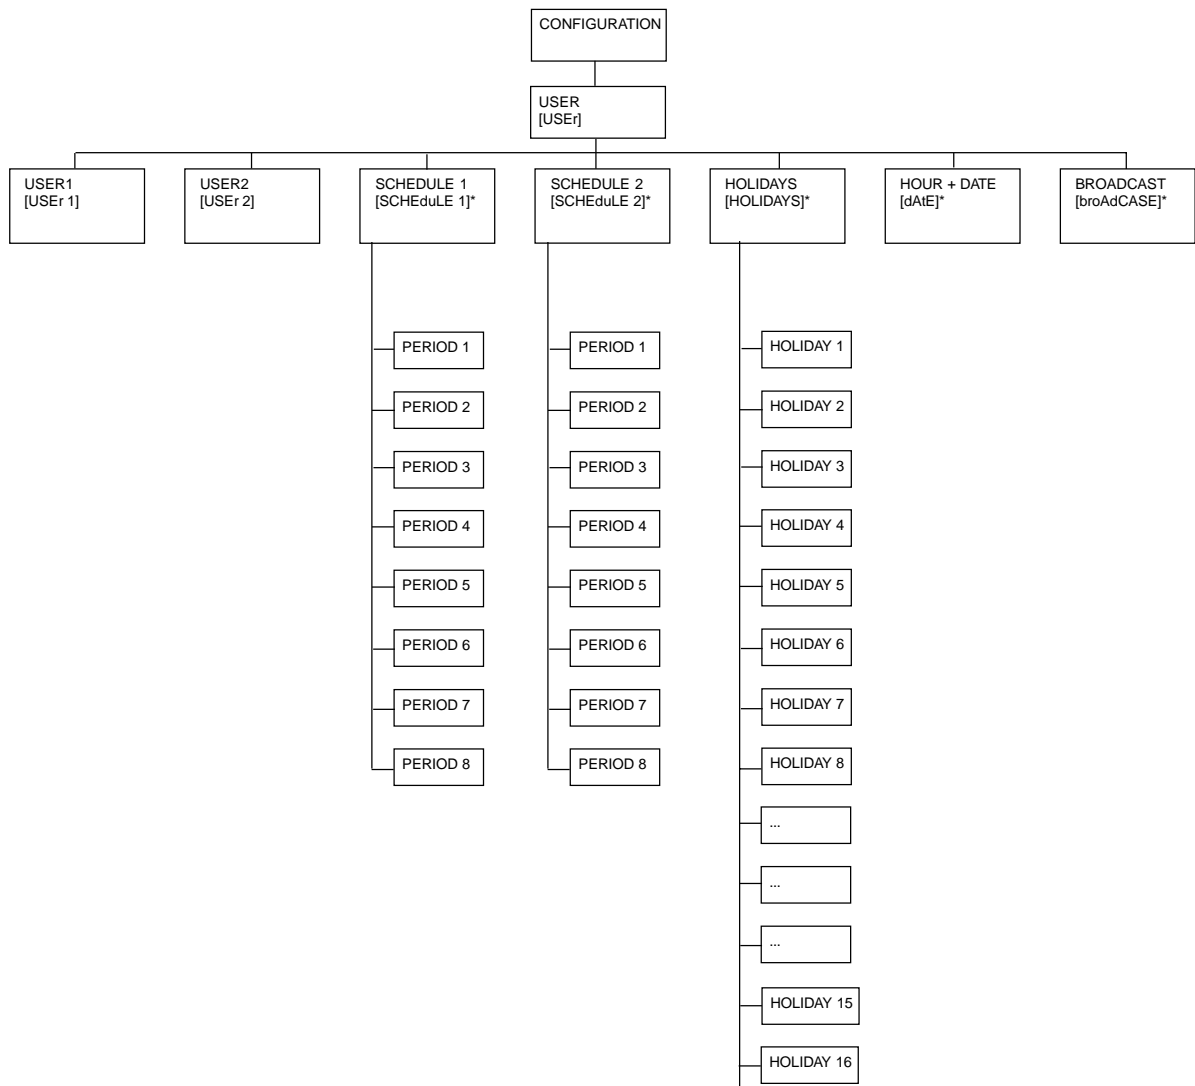 CONFIGURATION
USER
[USEr]
USER1
[USEr 1]
USER2
[USEr 2]
SCHEDULE 1
[SCHEduLE 1]*
SCHEDULE 2
[SCHEduLE 2]*
HOLIDAYS
[HOLIDAYS]*
HOUR + DATE
[dAtE]*
BROADCAST
[broAdCASE]*
PERIOD 1
PERIOD 2
PERIOD 3
PERIOD 4
PERIOD 5
PERIOD 6
PERIOD 7
PERIOD 8
PERIOD 1
PERIOD 2
PERIOD 3
PERIOD 4
PERIOD 5
PERIOD 6
PERIOD 7
PERIOD 8
HOLIDAY 1
HOLIDAY 2
HOLIDAY 3
HOLIDAY 4
HOLIDAY 5
HOLIDAY 6
HOLIDAY 7
HOLIDAY 8
...
...
...
HOLIDAY 15
HOLIDAY 16